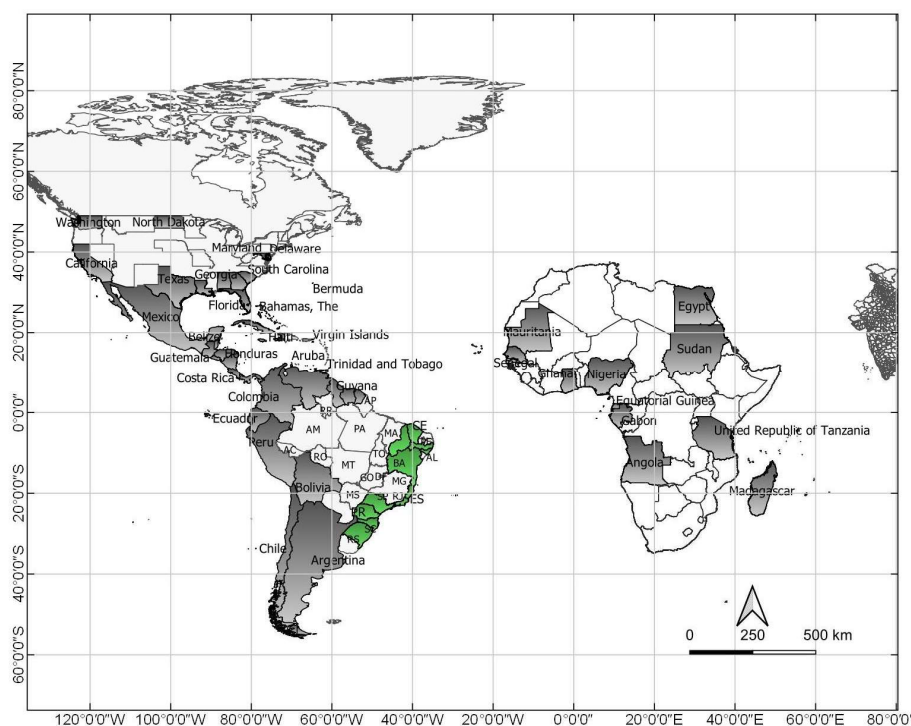 80°0'0"N
60°0'0"N
40°0'0"N
20°0'0"N
0°0'0"
20°0'0"S
40°0'0"S
60°0'0"S
Washington
North Dakota
Maryland
Delaware
California
Texas
Georgia
South Carolina
Bermuda
Florida
Bahamas, The
Mexico
Belize
Haiti
Virgin Islands
Guatemala
Honduras
Aruba
Trinidad and Tobago
Costa Rica
Guyana
Colombia
AP
RR
Ecuador
AM
PA
MA
CE
Peru
AC
RO
TO
AL
BA
MT
GO
DF
MG
Bolivia
MS
SP
RJ
ES
PR
SC
RS
Chile
Argentina
Egypt
Mauritania
Sudan
Senegal
Ghana
Nigeria
Equatorial Guinea
Gabon
United Republic of Tanzania
Angola
Madagascar
0 250 500 km
120°0'0"W 100°0'0"W 80°0'0"W 60°0'0"W 40°0'0"W 20°0'0"W 0°0'0" 20°0'0"E 40°0'0"E 60°0'0"E